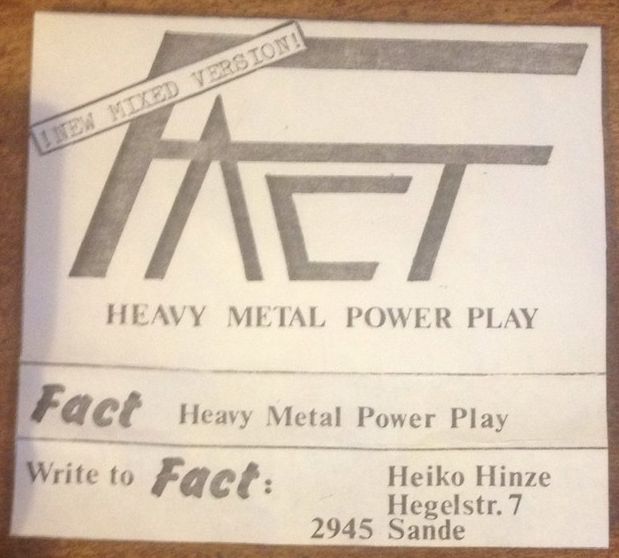 !NEW MIXED VERSION!
FACT
HEAVY METAL POWER PLAY
Fact Heavy Metal Power Play
Write to Fact: Heiko Hinze
Hegelstr. 7
2945 Sande